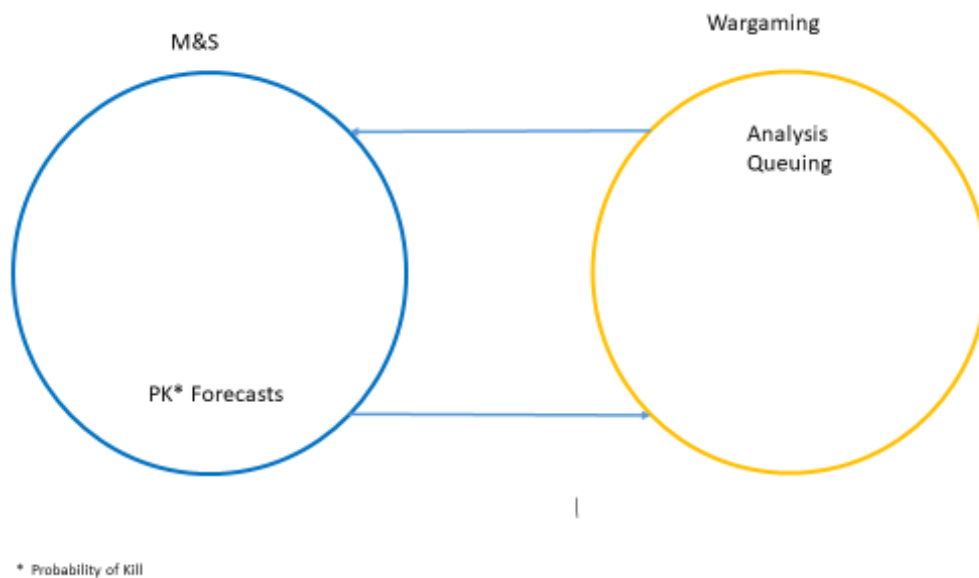 M&S
Wargaming
Analysis
Queuing
PK* Forecasts
* Probability of Kill